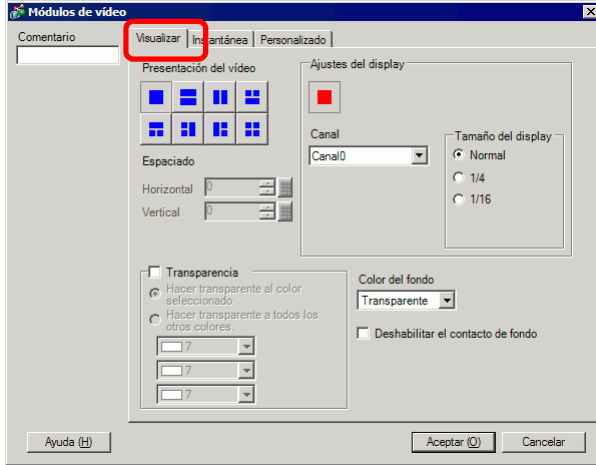 Módulos de vídeo
Comentario
Visualizar
Instantánea
Personalizado
Presentación del vídeo
Espaciado
Horizontal 0
Vertical 0
Ajustes del display
Canal
Canal0
Tamaño del display
Normal
1/4
1/16
Transparencia
Hacer transparente al color
seleccionado
Hacer transparente a todos los
otros colores.
7
7
7
Color del fondo
Transparente
Deshabilitar el contacto de fondo
Ayuda (H)
Aceptar (O)
Cancelar